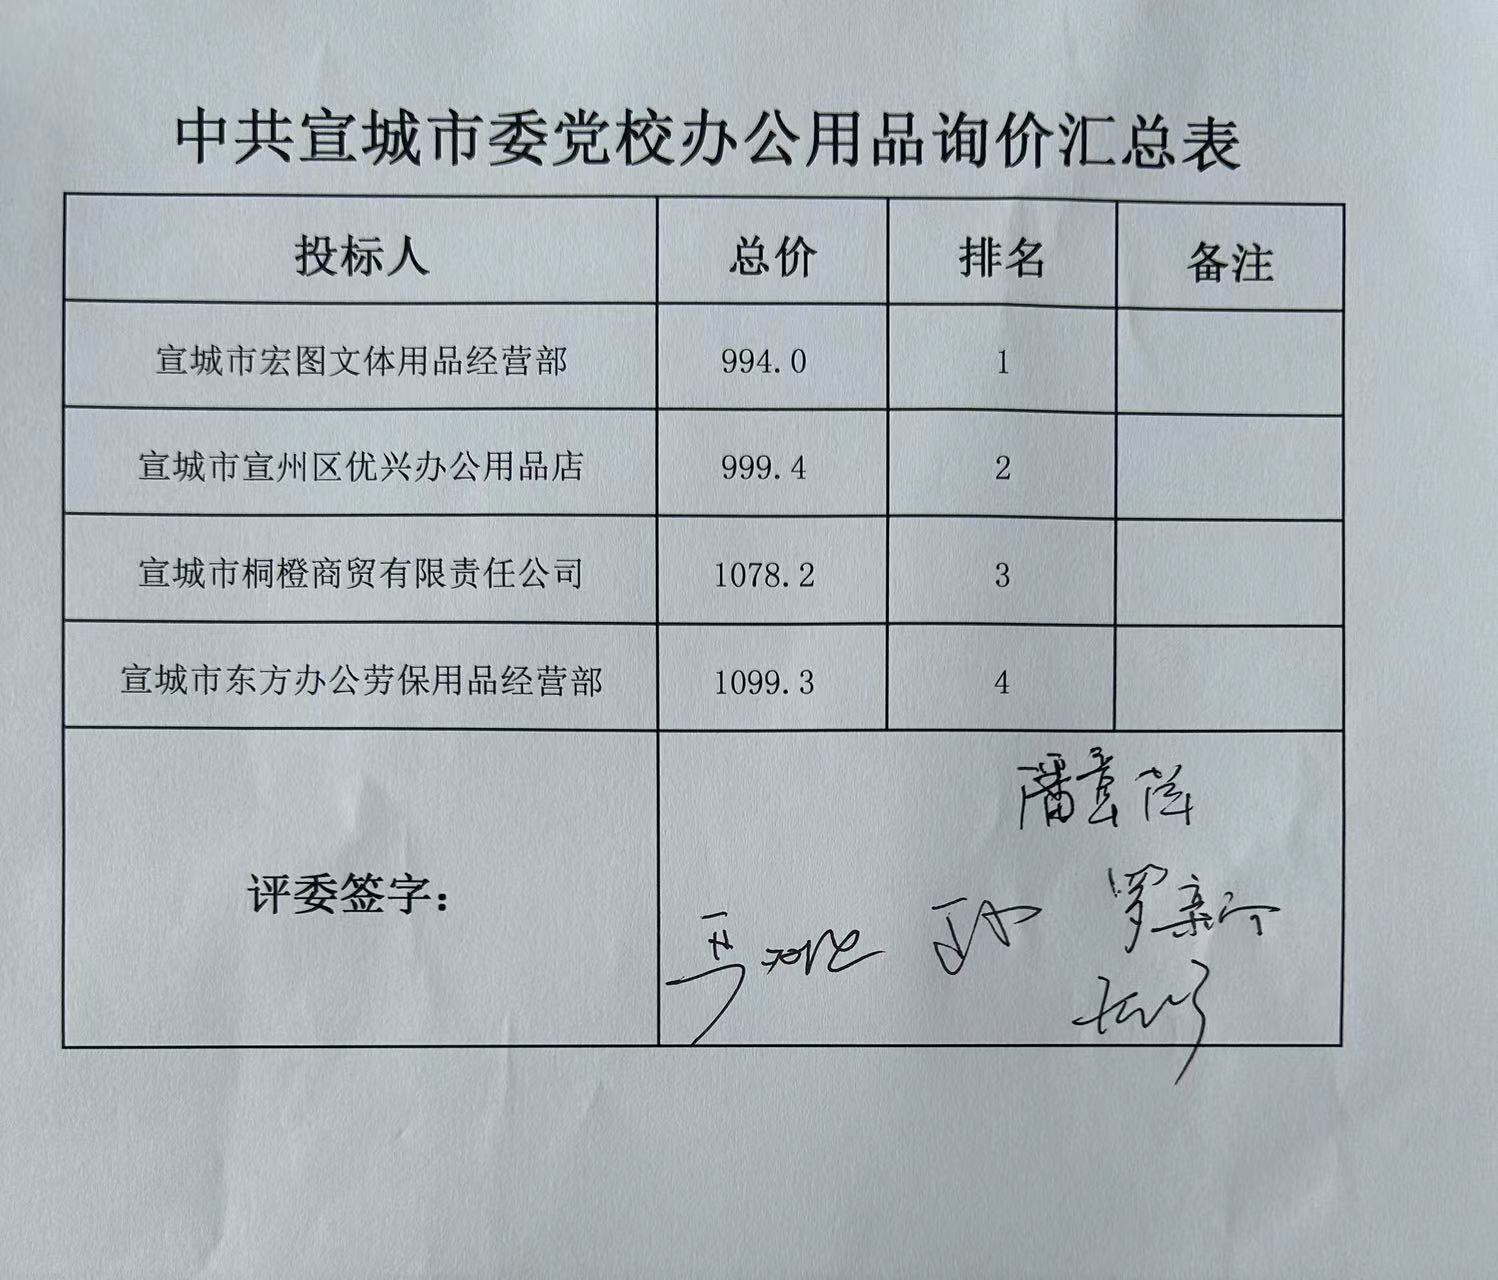 中共宣城市委党校办公用品询价汇总表
投标人 总价 排名 备注
宣城市宏图文体用品经营部 994.0 1
宣城市宣州区优兴办公用品店 999.4 2
宣城市桐橙商贸有限责任公司 1078.2 3
宣城市东方办公劳保用品经营部 1099.3 4
评委签字：